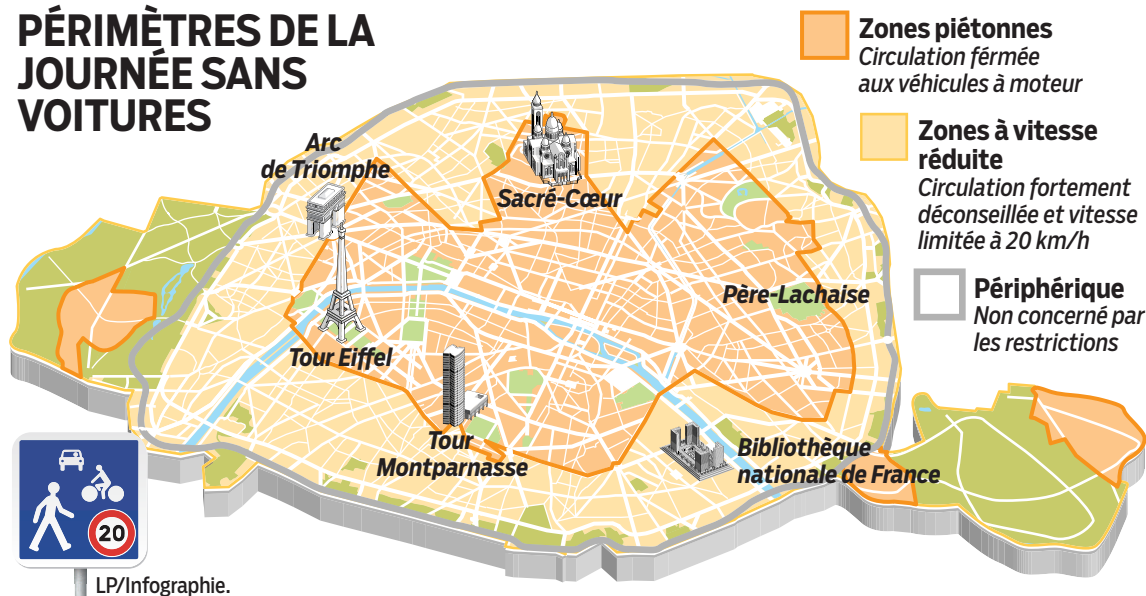 PÉRIMÈTRES DE LA
JOURNÉE SANS
VOITURES
Zones piétonnes
Circulation férmée
aux véhicules à moteur
Zones à vitesse
réduite
Circulation fortement
déconseillée et vitesse
limitée à 20 km/h
Périphérique
Non concerné par
les restrictions
Arc
de Triomphe
Sacré-Cœur
Père-Lachaise
Tour Eiffel
Tour
Montparnasse
Bibliothèque
nationale de France
20
LP/Infographie.